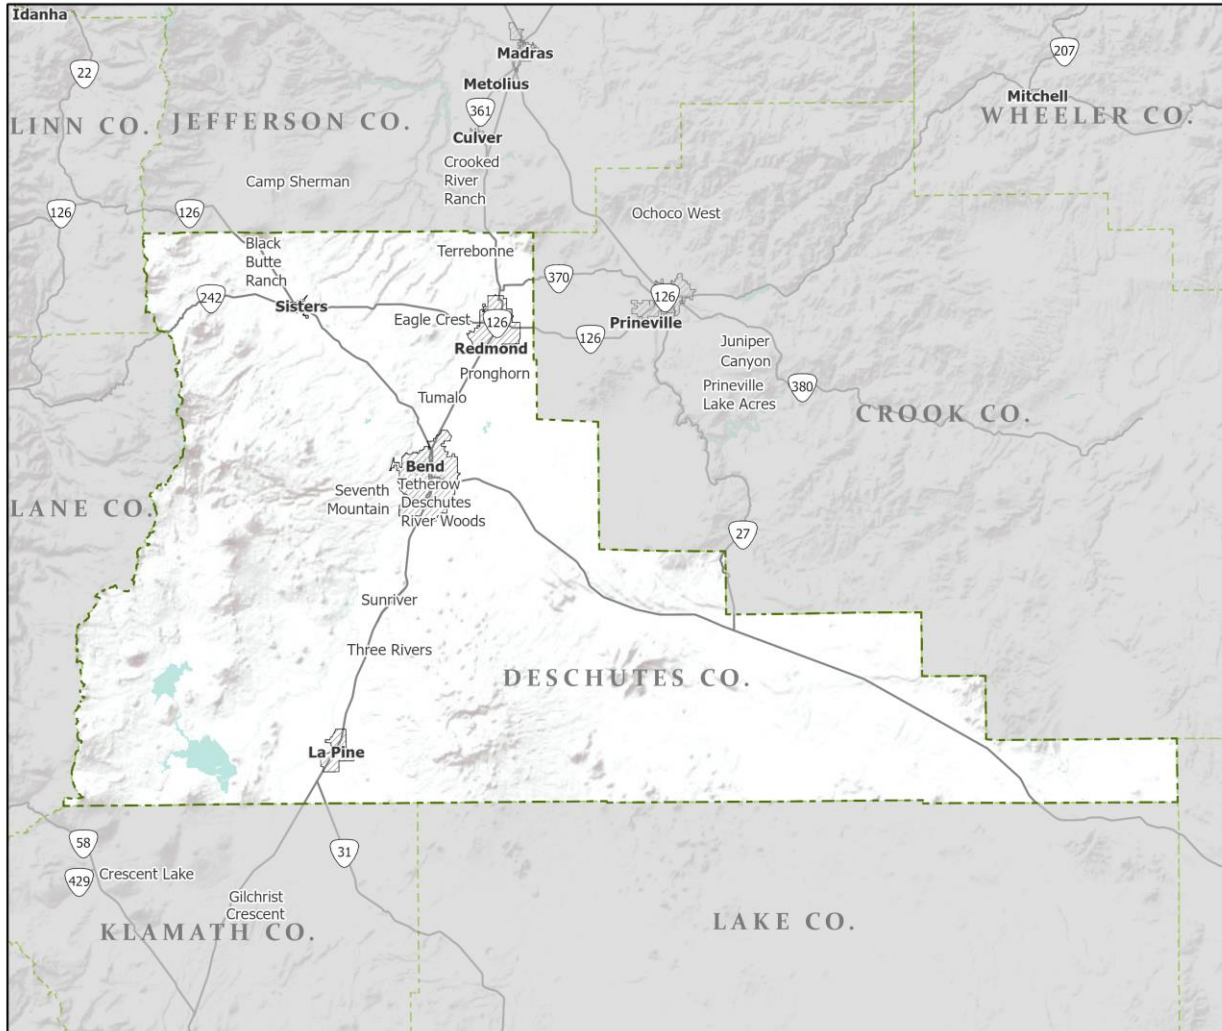 Idanha
Madras
207
22
Metolius
Mitchell
361
LINN CO.
JEFFERSON CO.
WHEELER CO.
Culver
Crooked
River
Ranch
Camp Sherman
126
126
Ochoco West
Black
Butte
Ranch
Terrebonne
370
242
Sisters
126
Eagle Crest
126
Prineville
126
Redmond
Juniper
Canyon
Pronghorn
Prineville
Lake Acres
380
Tumalo
CROOK CO.
Bend
Tetherow
Seventh
Mountain
Deschutes
River Woods
LANE CO.
27
Sunriver
Three Rivers
DESCHUTES CO.
La Pine
58
31
Crescent Lake
429
Gilchrist
Crescent
KLAMATH CO.
LAKE CO.